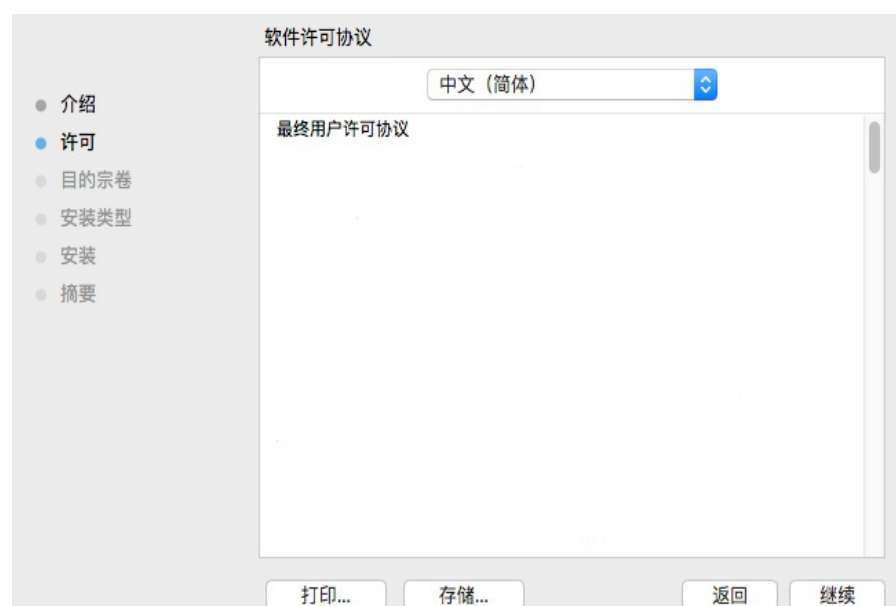 软件许可协议
中文（简体）
介绍
许可
目的宗卷
安装类型
安装
摘要
最终用户许可协议
打印...
存储...
返回
继续